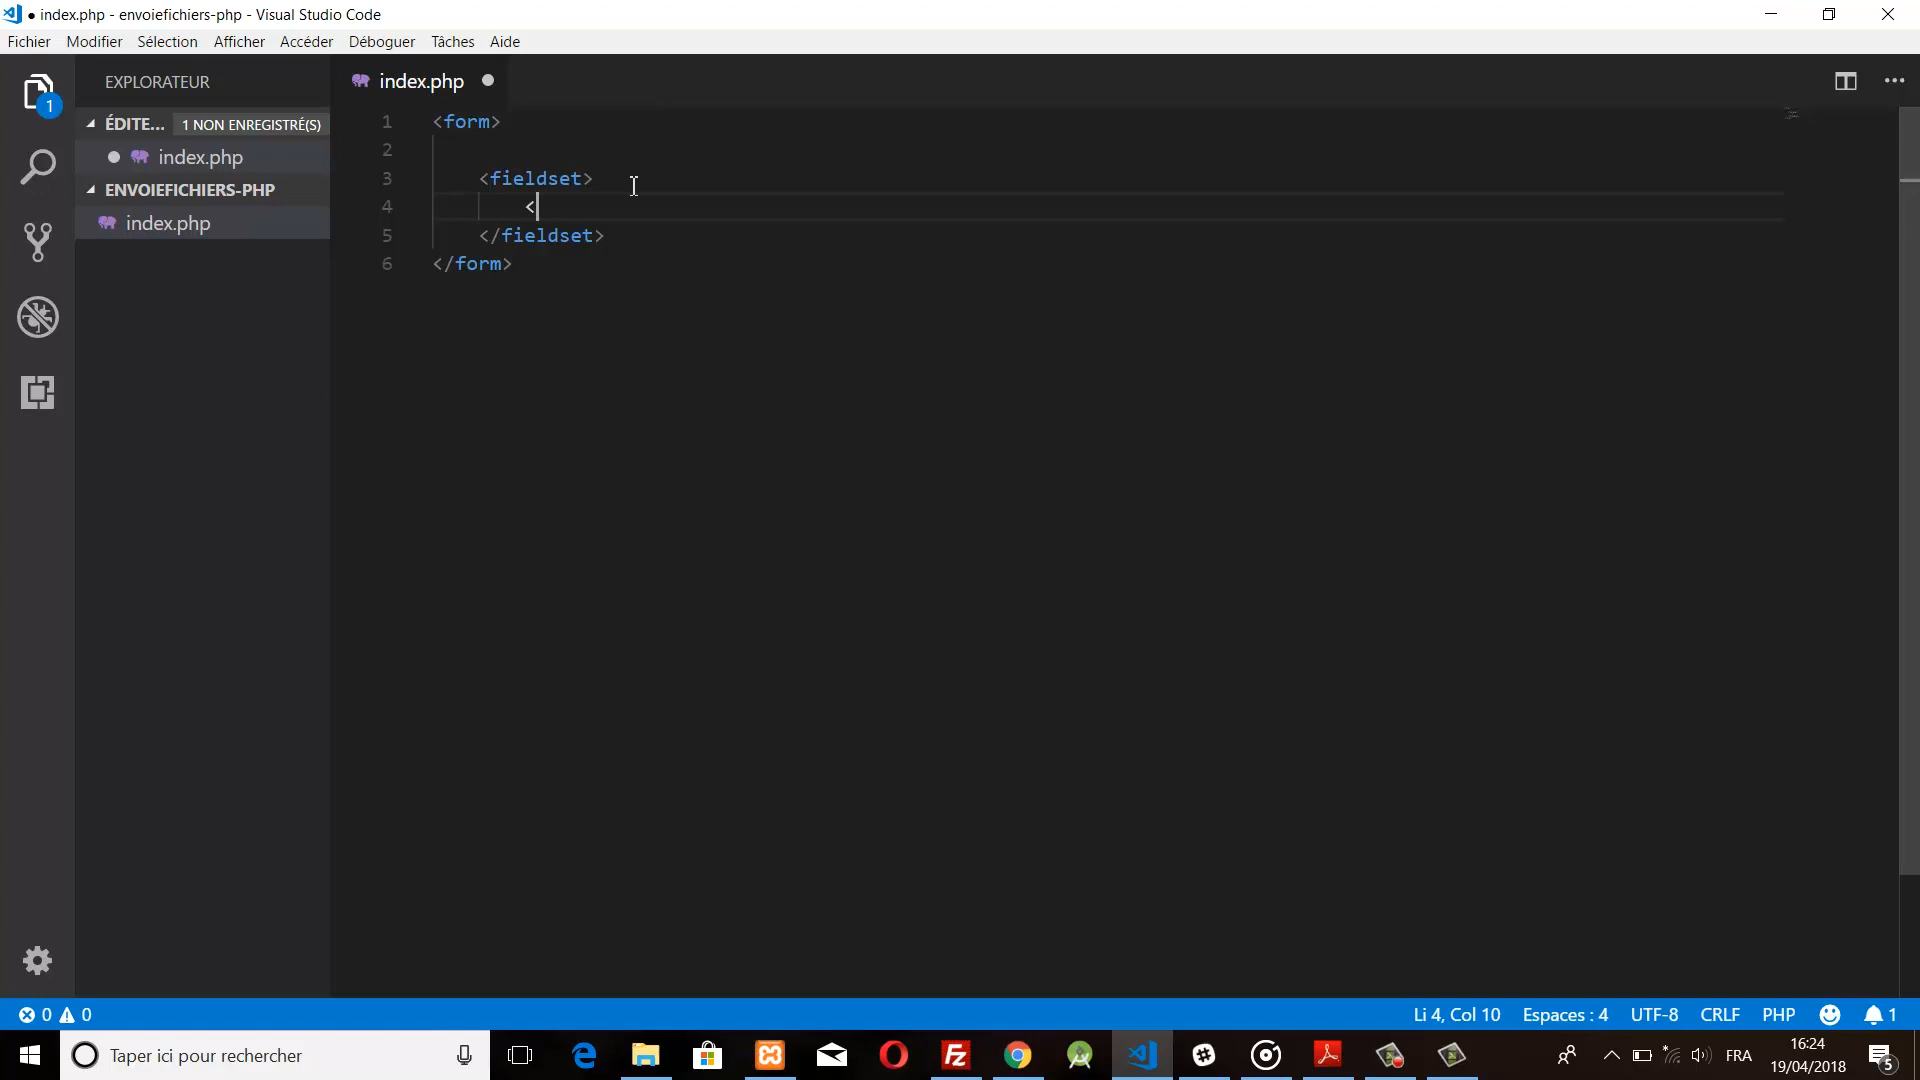 ● index.php - envoiefichiers-php - Visual Studio Code
Fichier Modifier Sélection Afficher Accéder Déboguer Tâches Aide
EXPLORATEUR
index.php
ÉDITE... 1 NON ENREGISTRÉ(S)
index.php
ENVOIEFICHIERS-PHP
index.php
1
1 <form>
2
3 <fieldset>
4 <
5 </fieldset>
6 </form>
0 0
Li 4, Col 10 Espaces : 4 UTF-8 CRLF PHP 1
Taper ici pour rechercher
FRA
16:24
19/04/2018
5